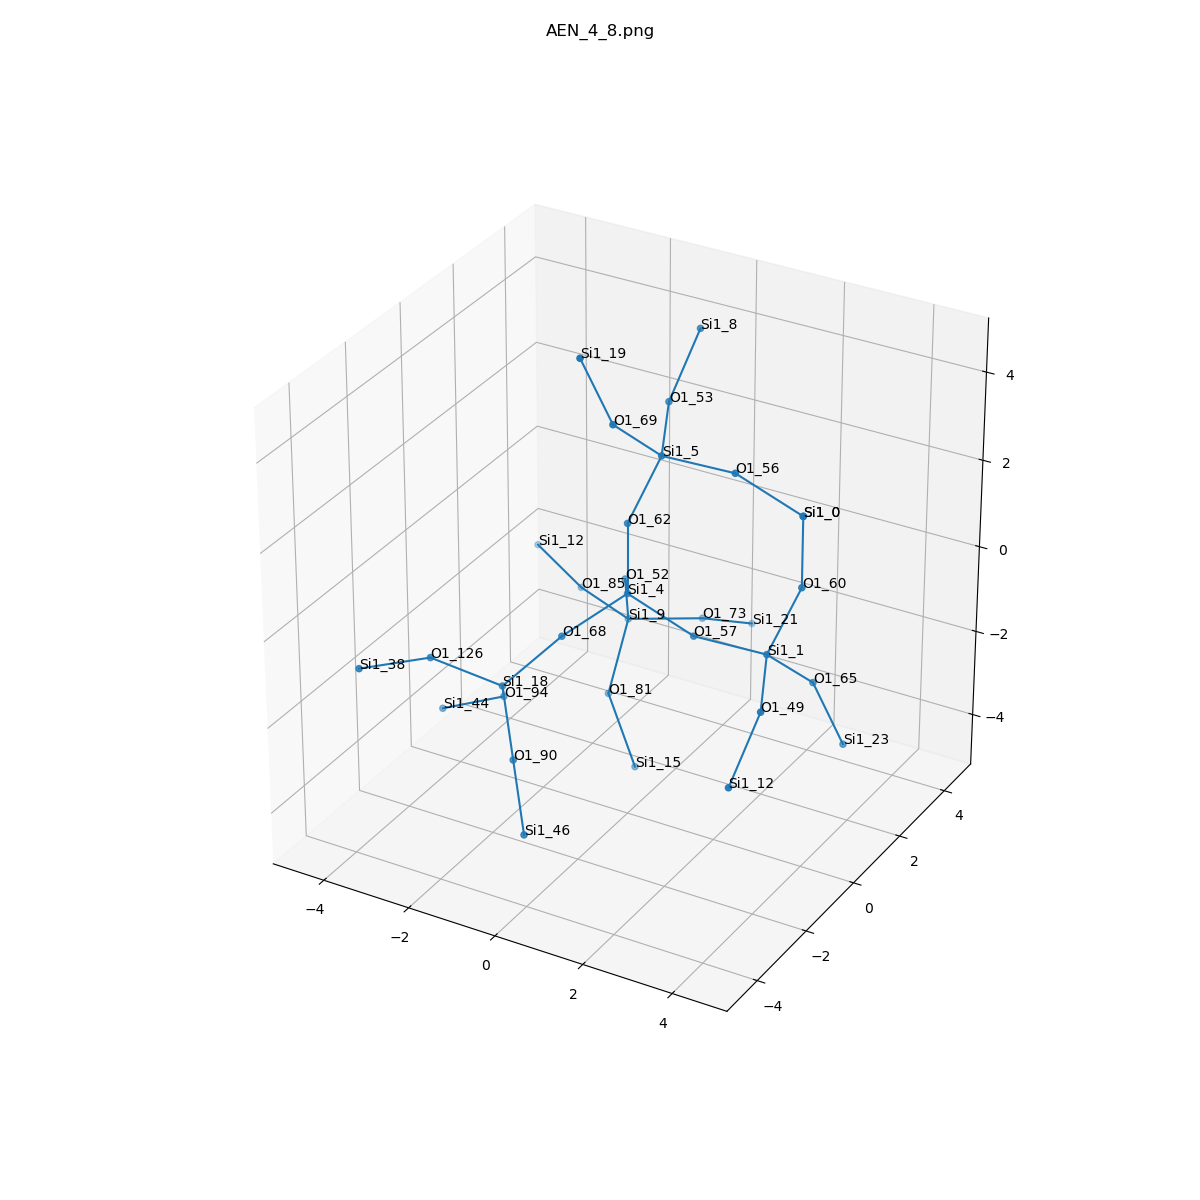 AEN_4_8.png
Si1_8
Si1_19
O1_53
O1_69
Si1_5
O1_56
Si1_0
O1_62
Si1_12
O1_52
O1_85
Si1_4
O1_60
Si1_9
O1_73
Si1_21
O1_68
O1_57
Si1_1
O1_126
Si1_38
Si1_18
O1_65
O1_94
O1_81
Si1_44
O1_49
Si1_23
O1_90
Si1_15
Si1_12
Si1_46
4
2
0
−2
−4
4
2
0
−2
−4
−4
−2
0
2
4